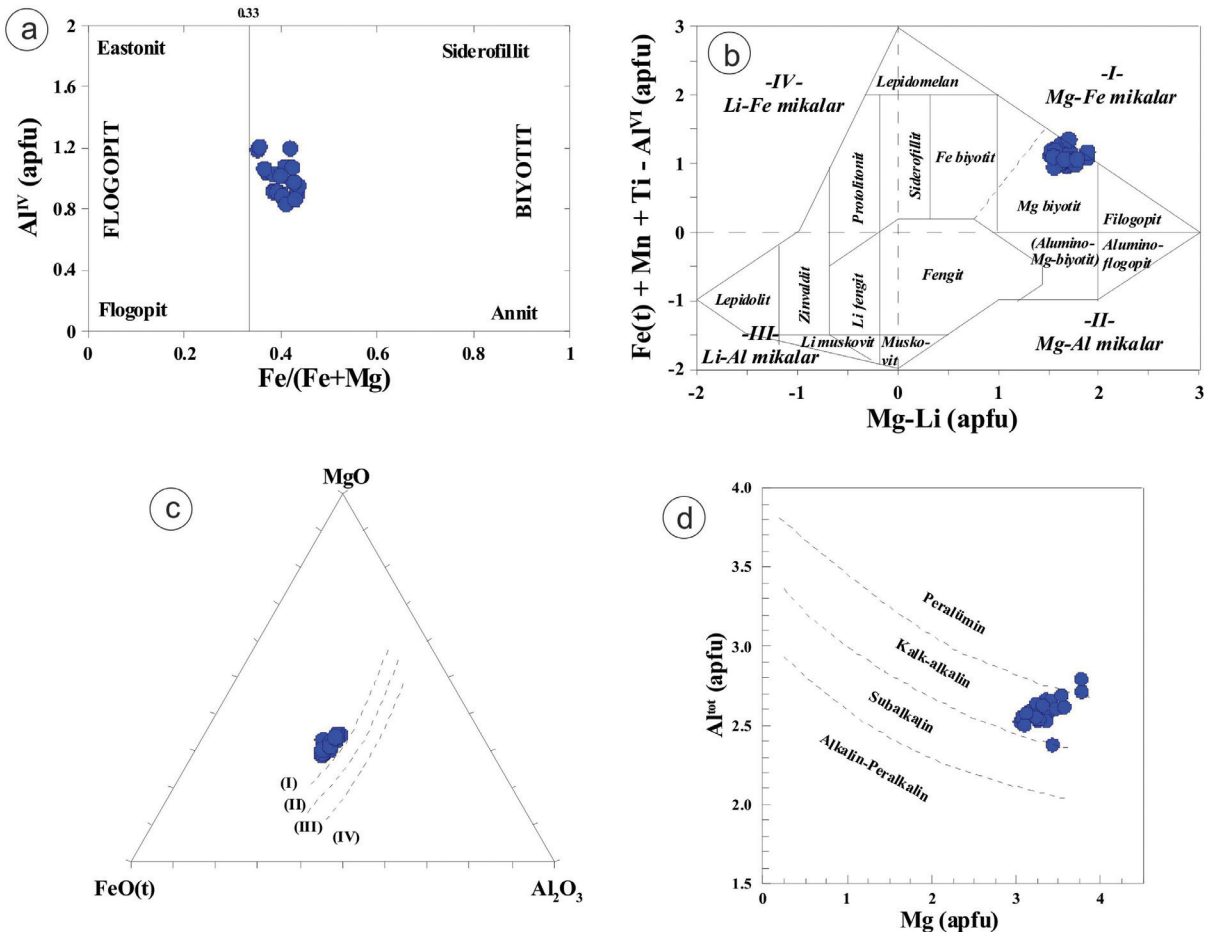 a
0.33
2
1.6
1.2
0.8
0.4
0
Al^IV (apfu)
Eastonit
Siderofillit
FLOGOPIT
BIYOTIT
Flogopit
Annit
0
0.2
0.4
0.6
0.8
1
Fe/(Fe+Mg)
b
3
2
1
0
-1
-2
Fe(t) + Mn + Ti - Al^VI (apfu)
-IV-
Li-Fe mikalar
-I-
Mg-Fe mikalar
Lepidomelan
Protolitonit
Siderofillit
Fe biyotit
Mg biyotit
Filogopit
(Alumino-
Mg-biyotit)
Alumino-
flogopit
Fengit
Lepidolit
Zinvaldit
Li fengit
-III-
Li-Al mikalar
Li muskovit
Musko-
vit
-II-
Mg-Al mikalar
-2
-1
0
1
2
3
Mg-Li (apfu)
c
MgO
(I)
(II)
(III)
(IV)
FeO(t)
Al₂O₃
d
4.0
3.5
3.0
2.5
2.0
1.5
Al^tot (apfu)
Peralümin
Kalk-alkalin
Subalkalin
Alkalin-Peralkalin
0
1
2
3
4
Mg (apfu)